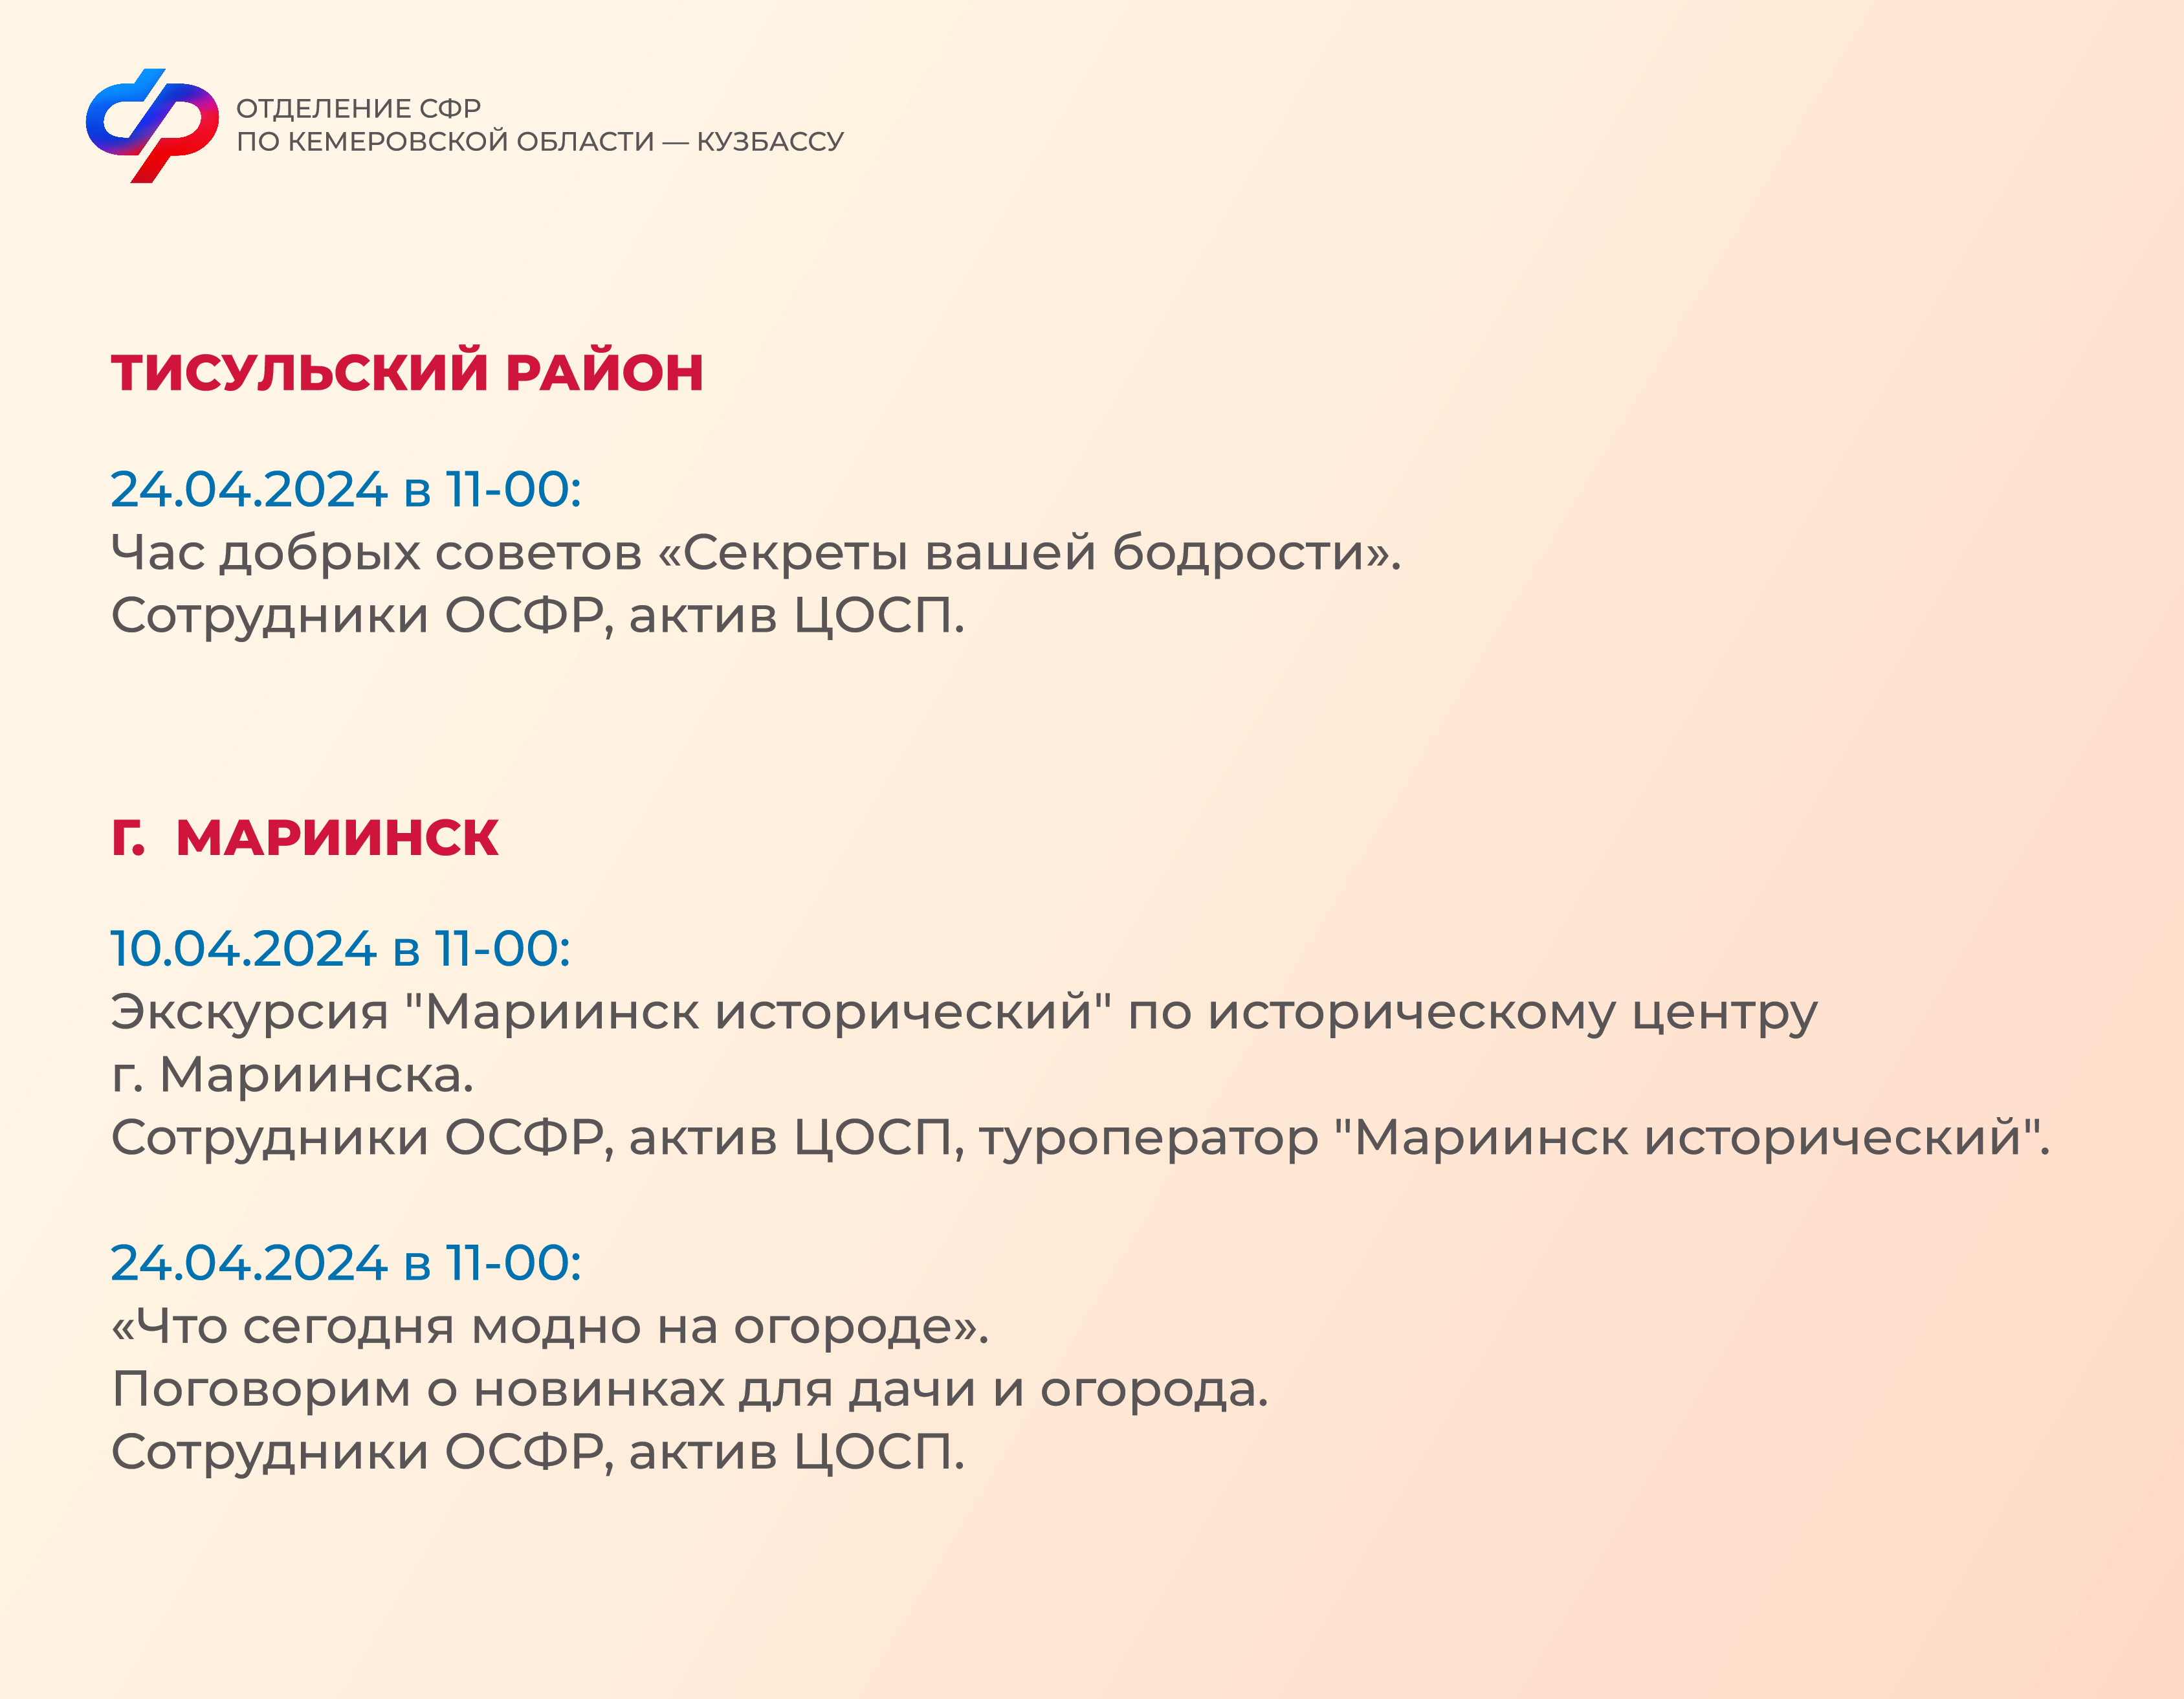 ОТДЕЛЕНИЕ СФР
ПО КЕМЕРОВСКОЙ ОБЛАСТИ — КУЗБАССУ
ТИСУЛЬСКИЙ РАЙОН
24.04.2024 в 11-00:
Час добрых советов «Секреты вашей бодрости».
Сотрудники ОСФР, актив ЦОСП.
Г. МАРИИНСК
10.04.2024 в 11-00:
Экскурсия "Мариинск исторический" по историческому центру
г. Мариинска.
Сотрудники ОСФР, актив ЦОСП, туроператор "Мариинск исторический".
24.04.2024 в 11-00:
«Что сегодня модно на огороде».
Поговорим о новинках для дачи и огорода.
Сотрудники ОСФР, актив ЦОСП.